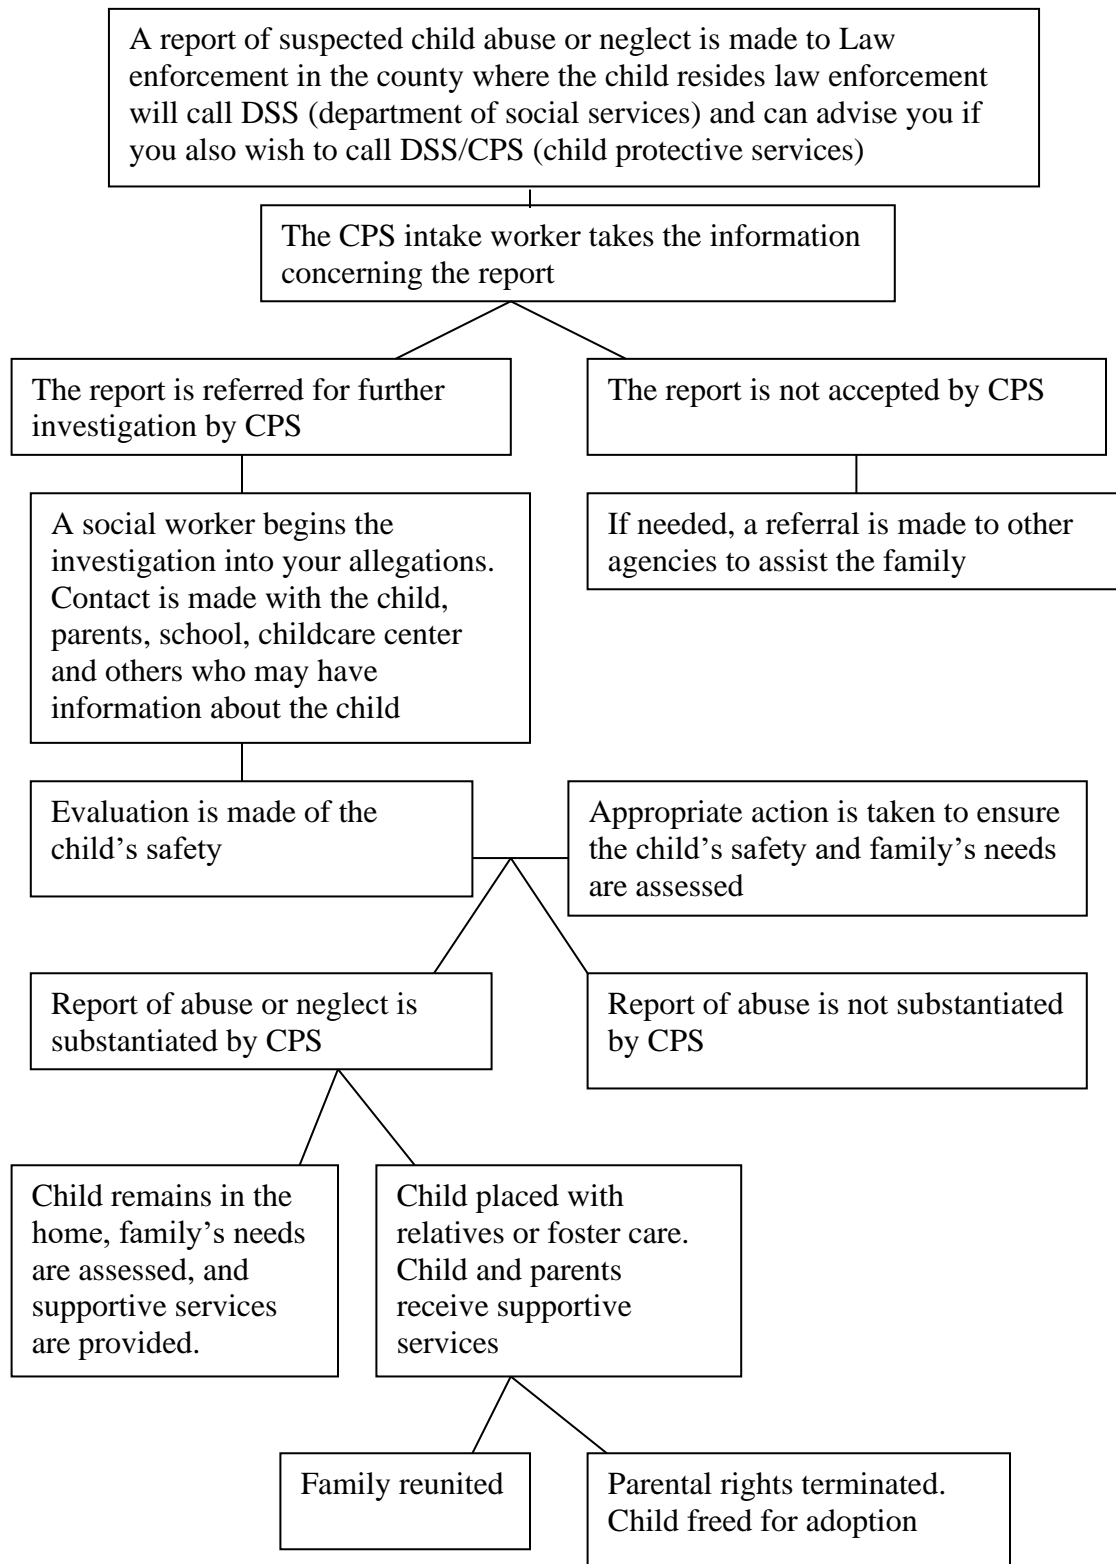 A report of suspected child abuse or neglect is made to Law
enforcement in the county where the child resides law enforcement
will call DSS (department of social services) and can advise you if
you also wish to call DSS/CPS (child protective services)
The CPS intake worker takes the information
concerning the report
The report is referred for further
investigation by CPS
The report is not accepted by CPS
A social worker begins the
investigation into your allegations.
Contact is made with the child,
parents, school, childcare center
and others who may have
information about the child
If needed, a referral is made to other
agencies to assist the family
Evaluation is made of the
child’s safety
Appropriate action is taken to ensure
the child’s safety and family’s needs
are assessed
Report of abuse or neglect is
substantiated by CPS
Report of abuse is not substantiated
by CPS
Child remains in the
home, family’s needs
are assessed, and
supportive services
are provided.
Child placed with
relatives or foster care.
Child and parents
receive supportive
services
Family reunited
Parental rights terminated.
Child freed for adoption